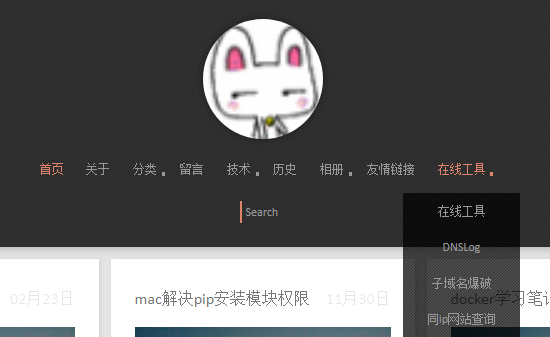 首页 关于 分类 留言 技术 历史 相册 友情链接 在线工具
Search
在线工具
DNSLog
子域名爆破
同ip网站查询
02月23日
mac解决pip安装模块权限 11月30日
docker学习笔记